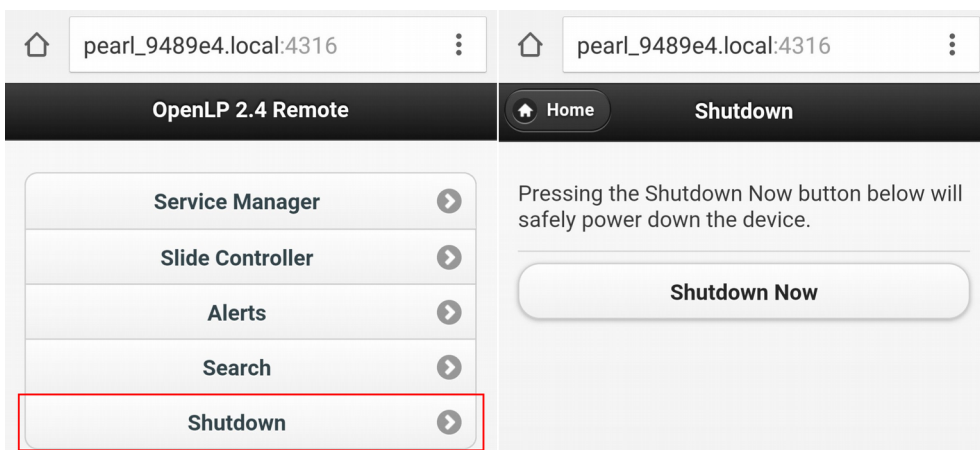 pearl_9489e4.local:4316
OpenLP 2.4 Remote
Service Manager
Slide Controller
Alerts
Search
Shutdown
pearl_9489e4.local:4316
Home
Shutdown
Pressing the Shutdown Now button below will
safely power down the device.
Shutdown Now